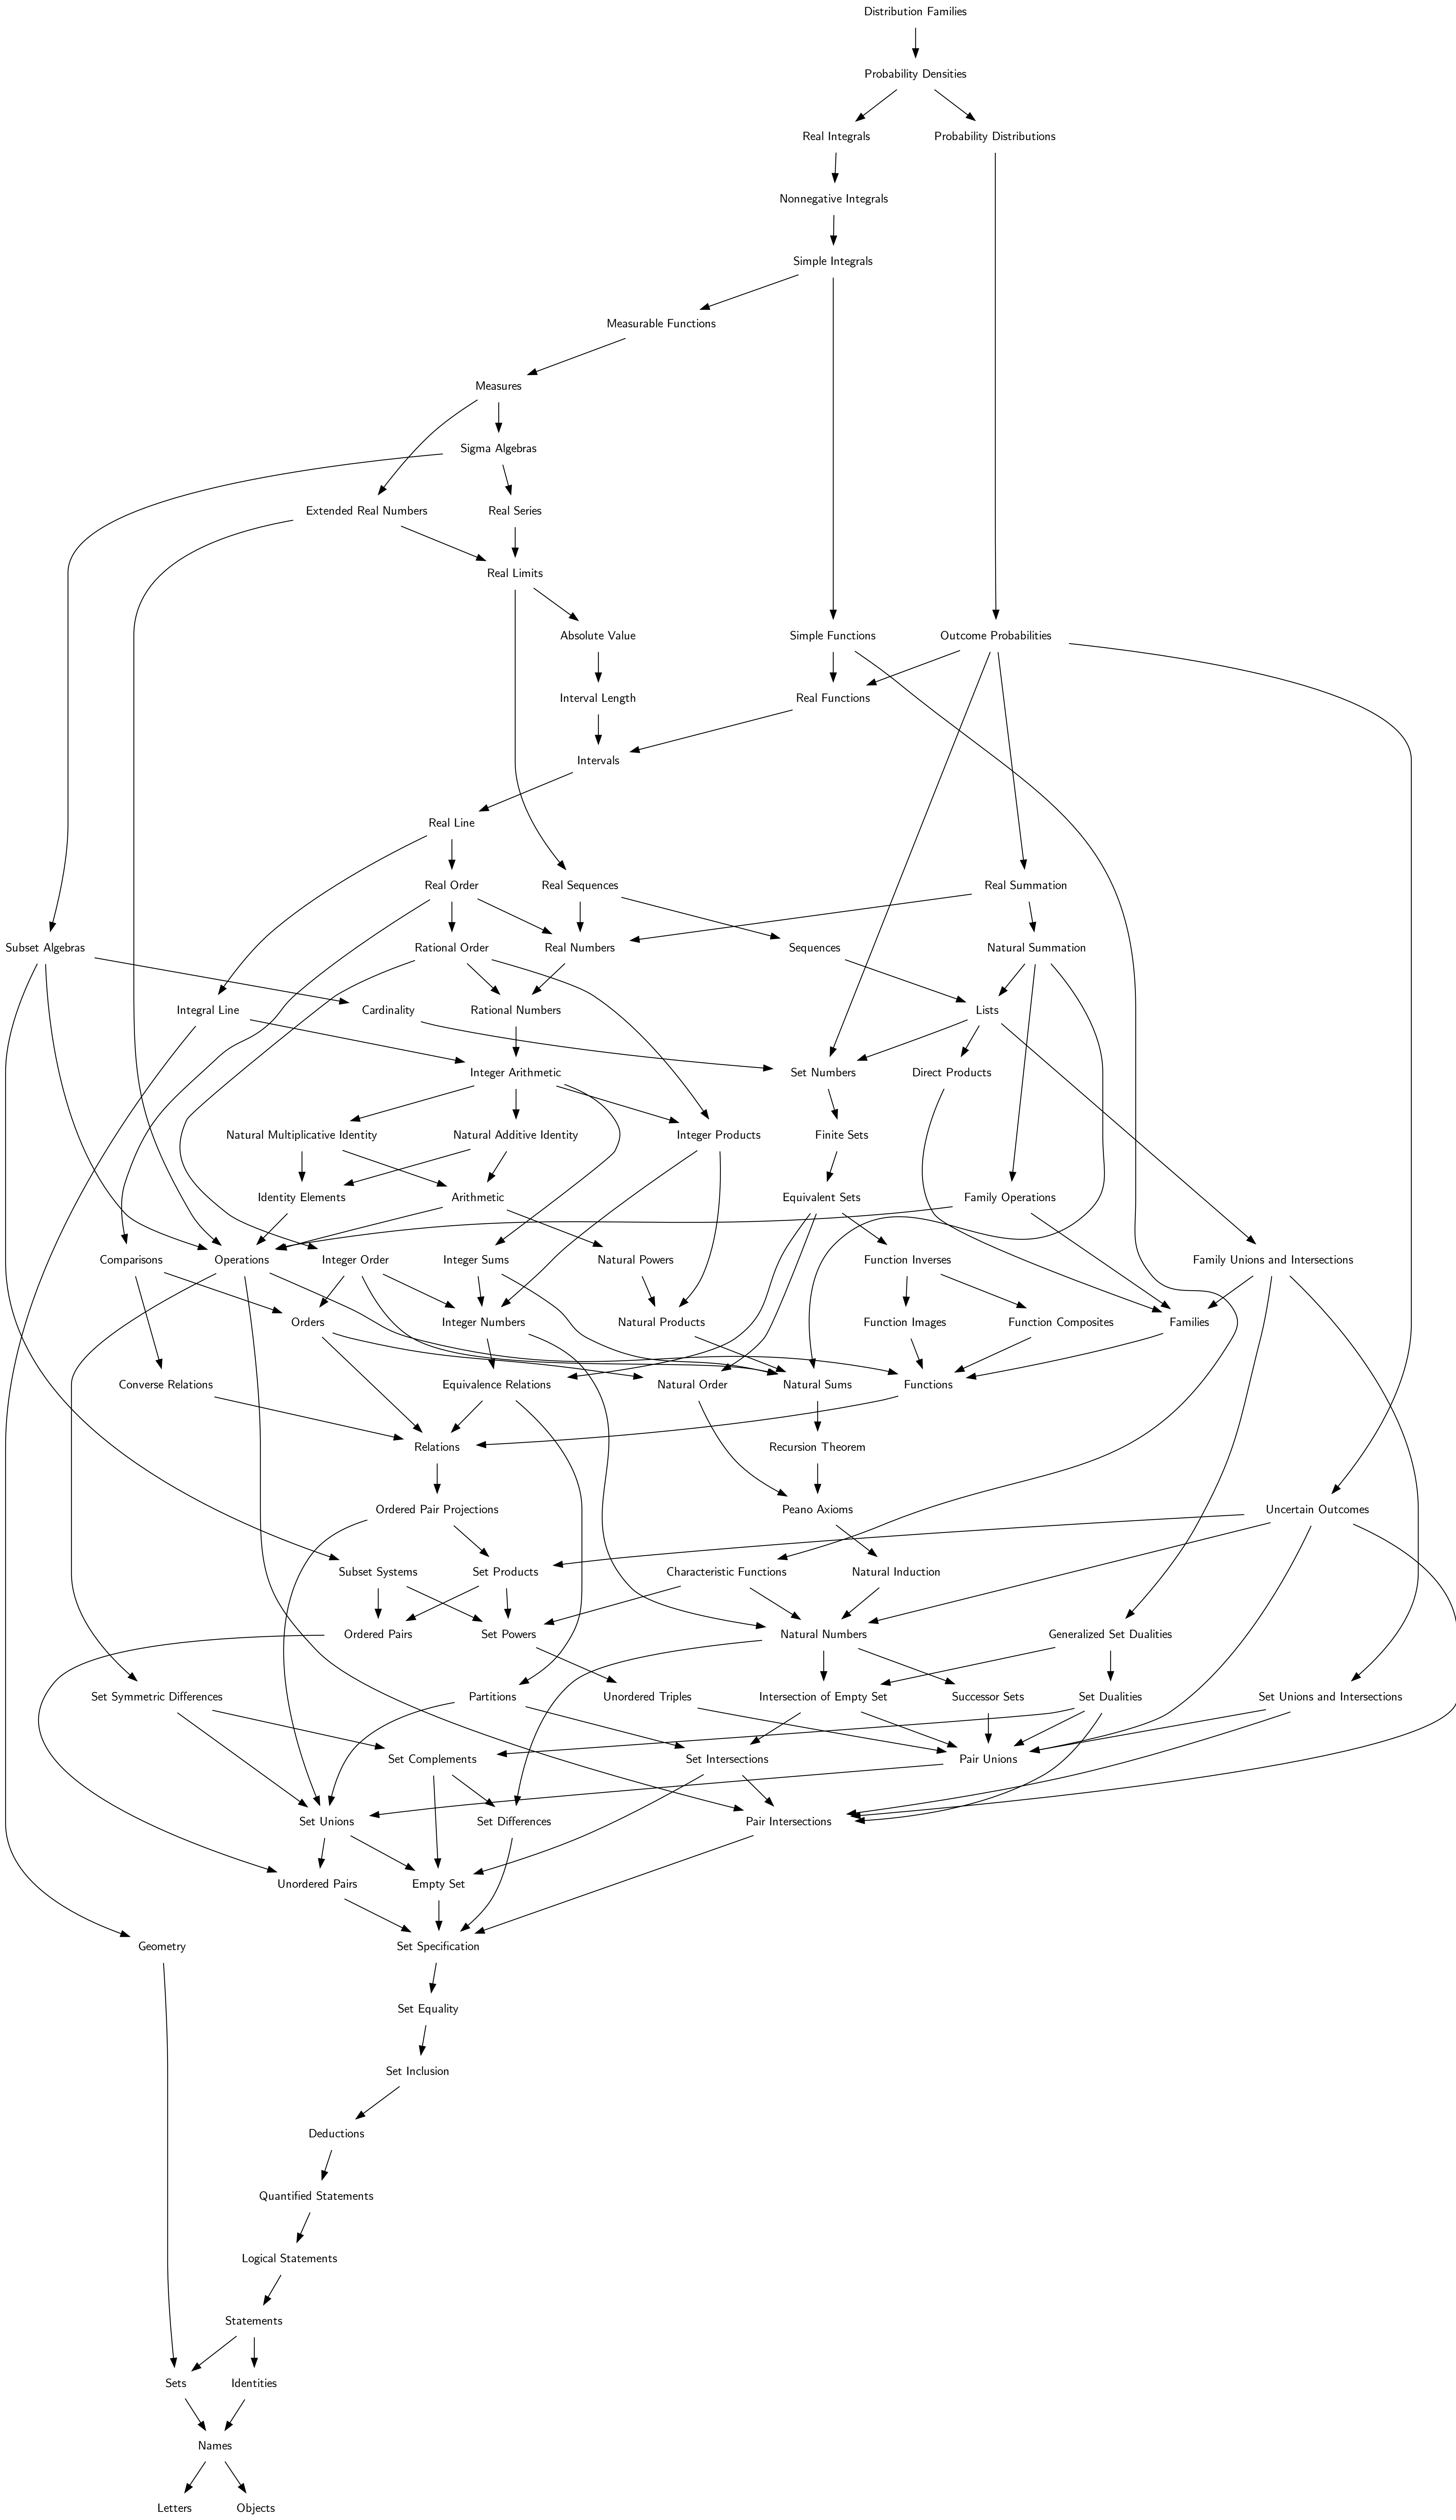 Distribution Families
Probability Densities
Real Integrals
Probability Distributions
Nonnegative Integrals
Simple Integrals
Measurable Functions
Measures
Sigma Algebras
Extended Real Numbers
Real Series
Real Limits
Absolute Value
Simple Functions
Outcome Probabilities
Interval Length
Real Functions
Intervals
Real Line
Real Order
Real Sequences
Real Summation
Subset Algebras
Rational Order
Real Numbers
Sequences
Natural Summation
Integral Line
Cardinality
Rational Numbers
Lists
Integer Arithmetic
Set Numbers
Direct Products
Natural Multiplicative Identity
Natural Additive Identity
Integer Products
Finite Sets
Identity Elements
Arithmetic
Equivalent Sets
Family Operations
Comparisons
Operations
Integer Order
Integer Sums
Natural Powers
Function Inverses
Family Unions and Intersections
Orders
Integer Numbers
Natural Products
Function Images
Function Composites
Families
Converse Relations
Equivalence Relations
Natural Order
Natural Sums
Functions
Relations
Recursion Theorem
Ordered Pair Projections
Peano Axioms
Uncertain Outcomes
Subset Systems
Set Products
Characteristic Functions
Natural Induction
Ordered Pairs
Set Powers
Natural Numbers
Generalized Set Dualities
Set Symmetric Differences
Partitions
Unordered Triples
Intersection of Empty Set
Successor Sets
Set Dualities
Set Unions and Intersections
Set Complements
Set Intersections
Pair Unions
Set Unions
Set Differences
Pair Intersections
Unordered Pairs
Empty Set
Geometry
Set Specification
Set Equality
Set Inclusion
Deductions
Quantified Statements
Logical Statements
Statements
Sets
Identities
Names
Letters
Objects